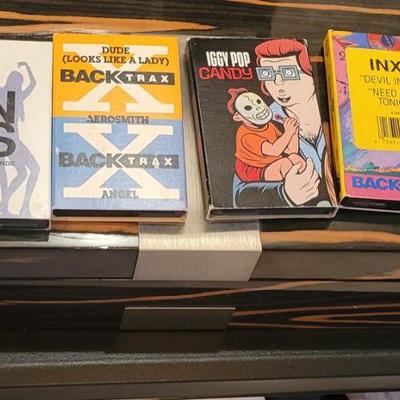 DUDE
(LOOKS LIKE A LADY)
BACK TRAX
AEROSMITH
BACK TRAX
ANGEL
IGGY POP
CANDY
INX
"DEVIL IN
"NEED
TONIG
BACK